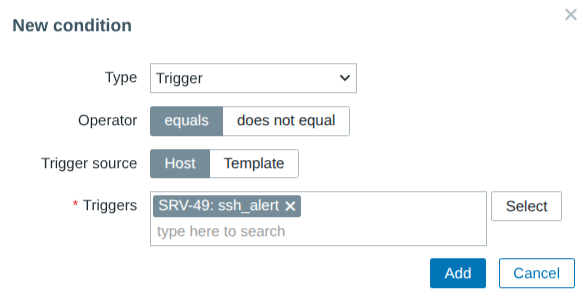 New condition
Type Trigger
Operator equals does not equal
Trigger source Host Template
* Triggers SRV-49: ssh_alert Select
type here to search
Add Cancel